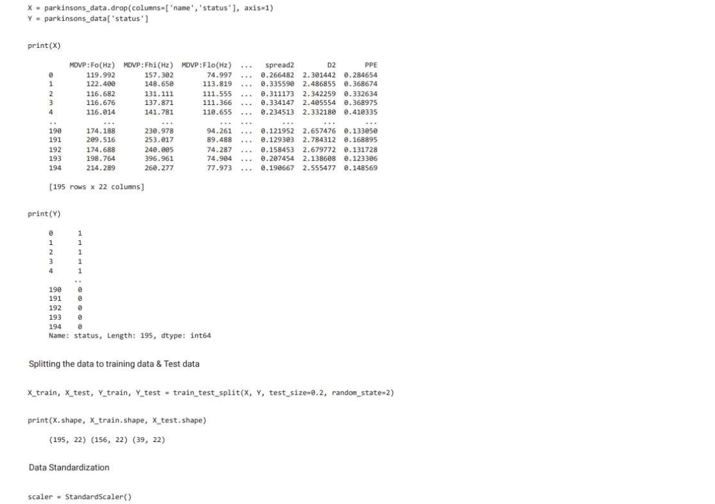 X = parkinsons_data.drop(columns=['name','status'], axis=1)
Y = parkinsons_data['status']
print(X)
MDVP:Fo(Hz) MDVP:Fhi(Hz) MDVP:Flo(Hz) ... spread2 D2 PPE
0 119.992 157.302 74.997 ... 0.266482 2.301442 0.284654
1 122.400 148.650 113.819 ... 0.335590 2.486855 0.368674
2 116.682 131.111 111.555 ... 0.311173 2.342259 0.332634
3 116.676 137.871 111.366 ... 0.334147 2.405554 0.368975
4 116.014 141.781 110.655 ... 0.234513 2.332180 0.410335
.. ... ... ... ... ... ... ...
190 174.188 230.978 94.261 ... 0.121952 2.657476 0.133050
191 209.516 253.017 89.488 ... 0.129303 2.784312 0.168895
192 174.688 240.005 74.287 ... 0.158453 2.679772 0.131728
193 198.764 396.961 74.904 ... 0.207454 2.138608 0.123306
194 214.289 260.277 77.973 ... 0.190667 2.555477 0.148569
[195 rows x 22 columns]
print(Y)
0 1
1 1
2 1
3 1
4 1
..
190 0
191 0
192 0
193 0
194 0
Name: status, Length: 195, dtype: int64
Splitting the data to training data & Test data
X_train, X_test, Y_train, Y_test = train_test_split(X, Y, test_size=0.2, random_state=2)
print(X.shape, X_train.shape, X_test.shape)
(195, 22) (156, 22) (39, 22)
Data Standardization
scaler = StandardScaler()